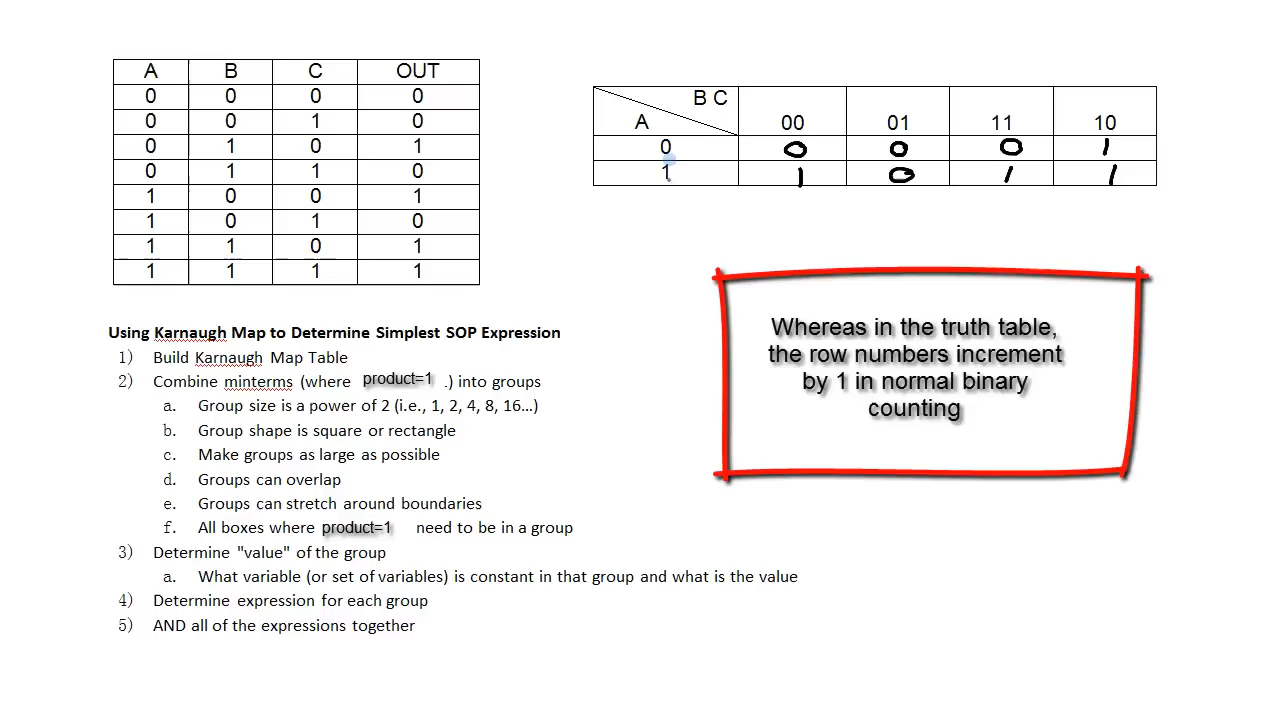 A B C OUT
0 0 0 0
0 0 1 0
0 1 0 1
0 1 1 0
1 0 0 1
1 0 1 0
1 1 0 1
1 1 1 1
B C
A 00 01 11 10
0 0 0 0 1
1 1 0 1 1
Whereas in the truth table,
the row numbers increment
by 1 in normal binary
counting
Using Karnaugh Map to Determine Simplest SOP Expression
1) Build Karnaugh Map Table
2) Combine minterms (where product=1 .) into groups
a. Group size is a power of 2 (i.e., 1, 2, 4, 8, 16...)
b. Group shape is square or rectangle
c. Make groups as large as possible
d. Groups can overlap
e. Groups can stretch around boundaries
f. All boxes where product=1 need to be in a group
3) Determine "value" of the group
a. What variable (or set of variables) is constant in that group and what is the value
4) Determine expression for each group
5) AND all of the expressions together